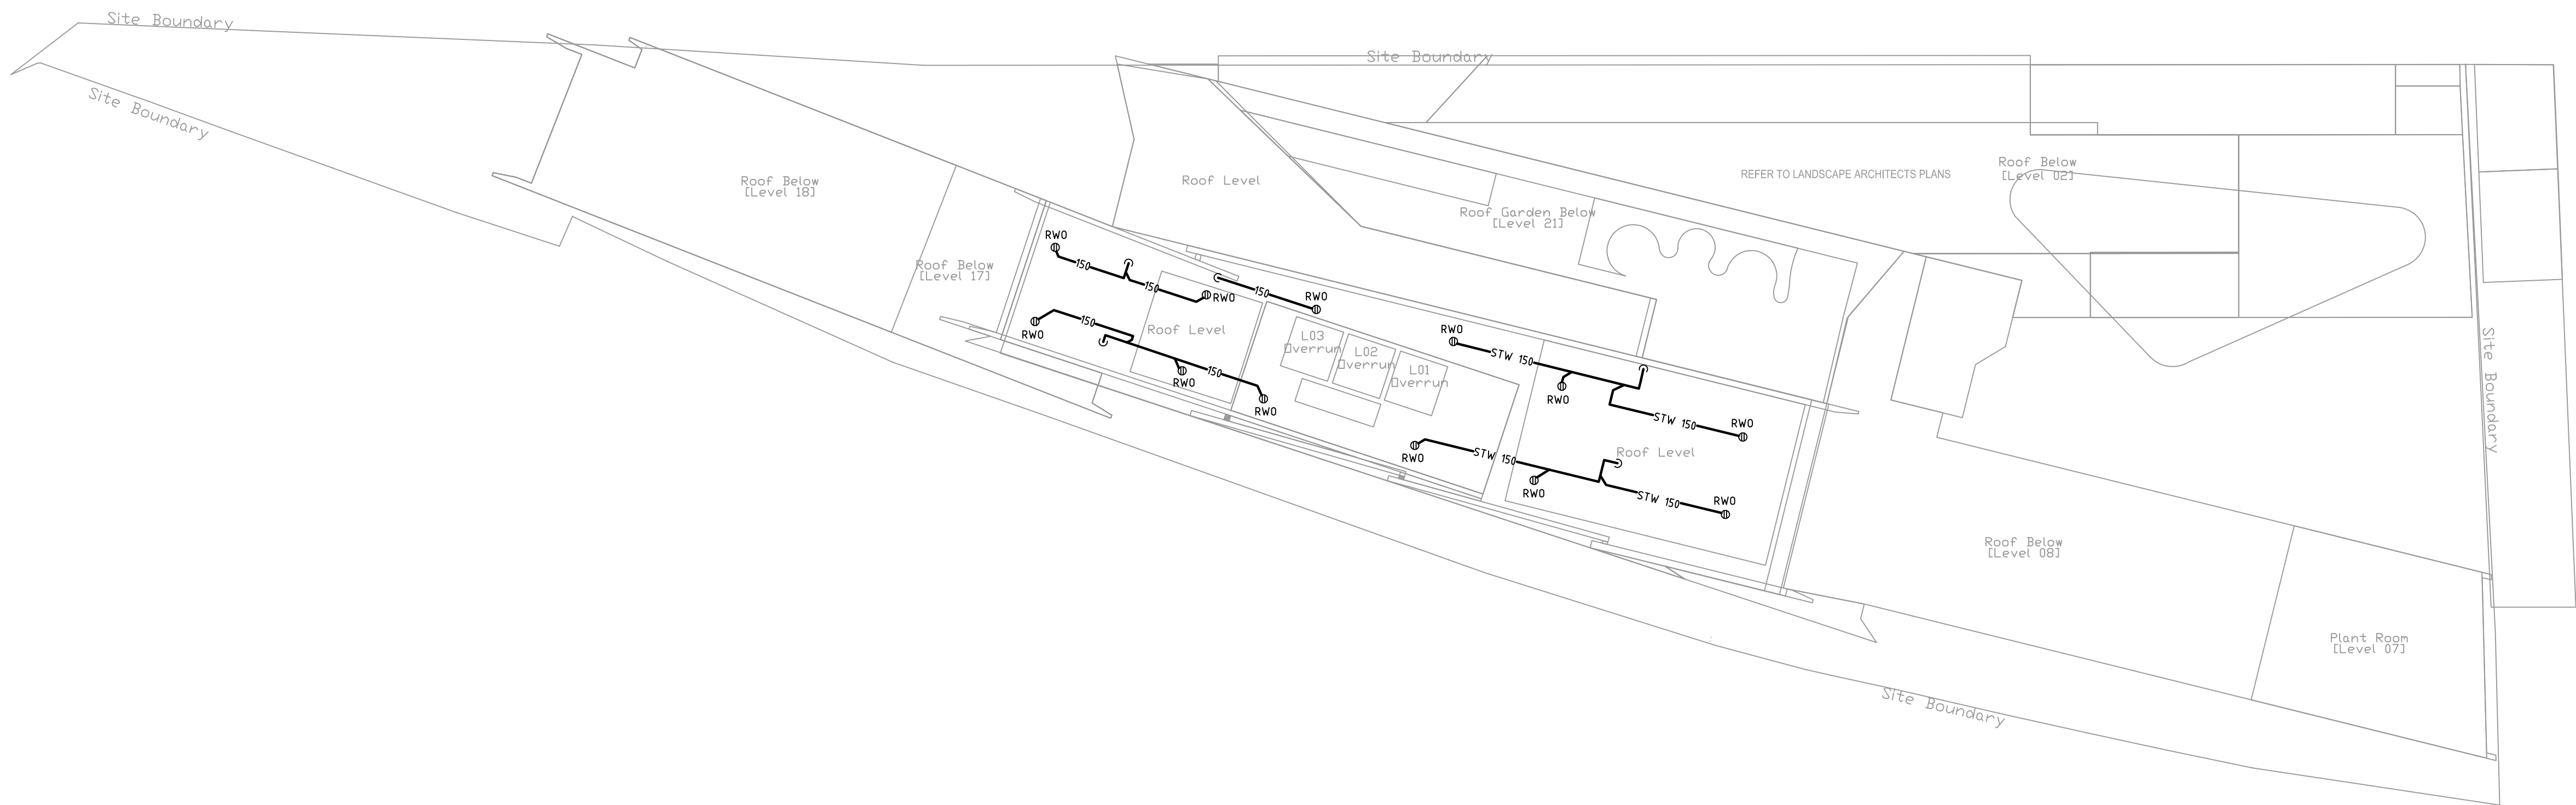 Site Boundary
Site Boundary
Site Boundary
Roof Below
[Level 18]
Roof Below
[Level 17]
Roof Level
Roof Garden Below
[Level 21]
REFER TO LANDSCAPE ARCHITECTS PLANS
Roof Below
[Level 02]
RWO
150
150
RWO
150
RWO
RWO
150
Roof Level
RWO
150
RWO
L03
Overrun
L02
Overrun
L01
Overrun
RWO
STW 150
RWO
STW 150
RWO
Roof Level
RWO
STW 150
RWO
STW 150
RWO
Site Boundary
Roof Below
[Level 08]
Plant Room
[Level 07]
Site Boundary